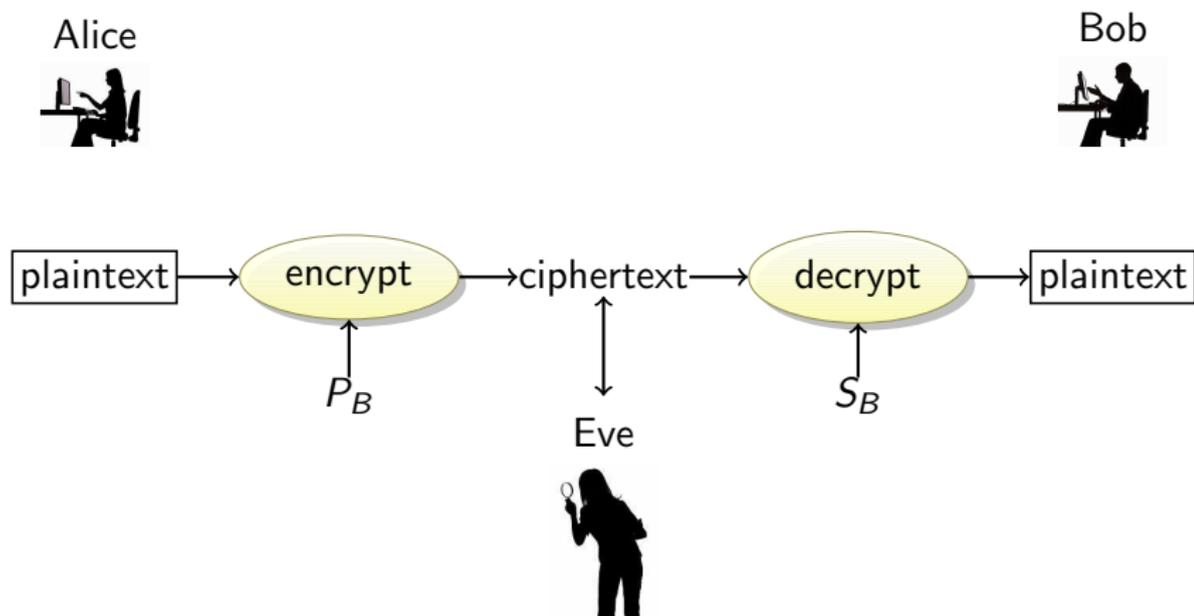 Alice
Bob
plaintext
encrypt
ciphertext
decrypt
plaintext
P_B
S_B
Eve